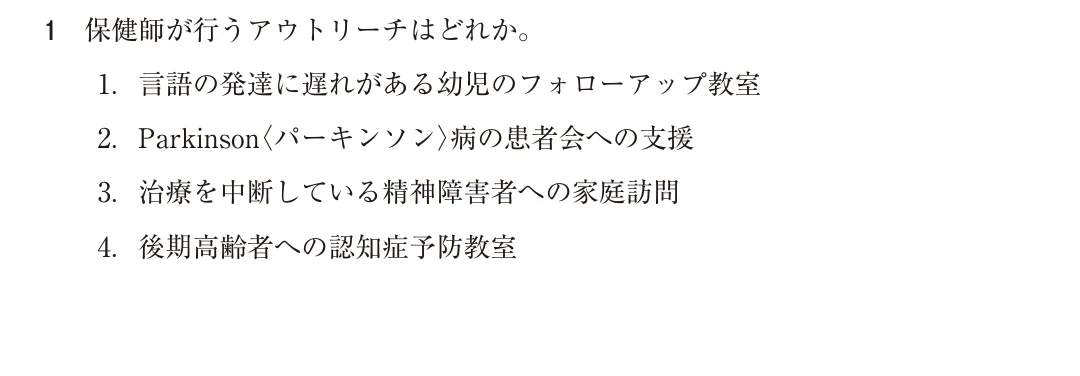 1 保健師が行うアウトリーチはどれか。
1. 言語の発達に遅れがある幼児のフォローアップ教室
2. Parkinson〈パーキンソン〉病の患者会への支援
3. 治療を中断している精神障害者への家庭訪問
4. 後期高齢者への認知症予防教室